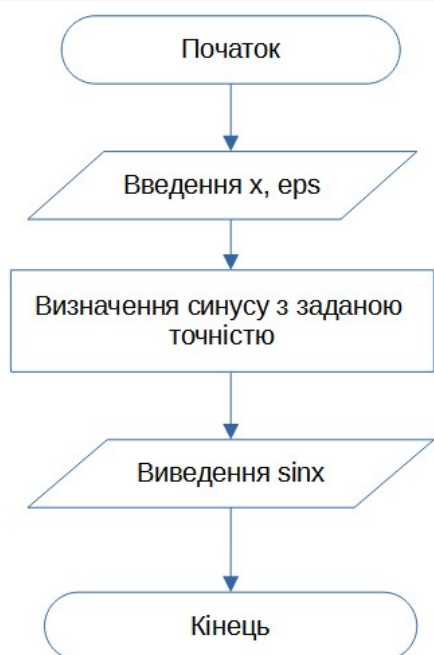 Початок
Введення x, eps
Визначення синусу з заданою
точністю
Виведення sinx
Кінець